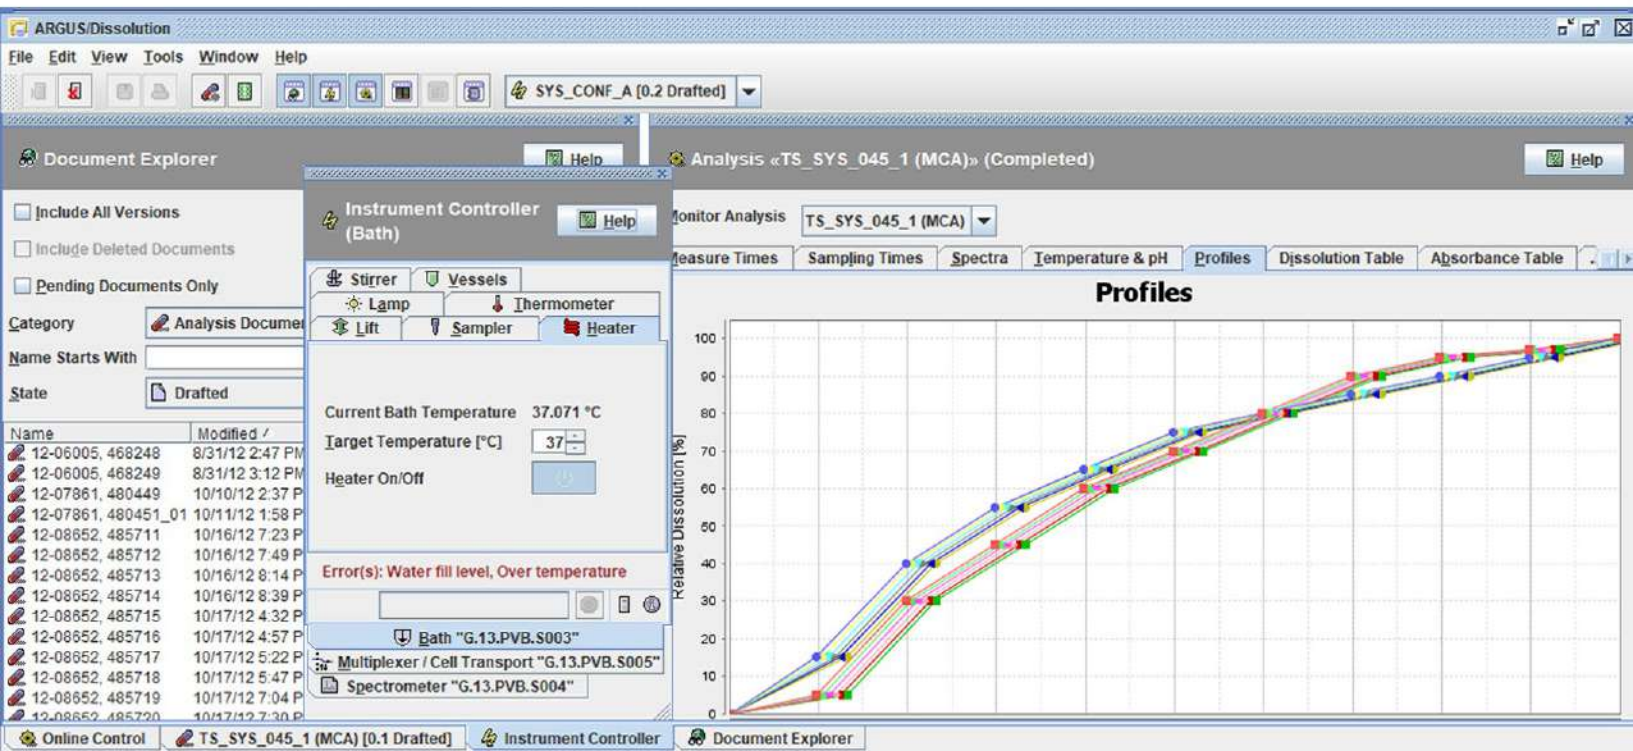 ARGUS/Dissolution
File Edit View Tools Window Help
SYS_CONF_A [0.2 Drafted]
Document Explorer
Help
Include All Versions
Include Deleted Documents
Pending Documents Only
Category
Analysis Documen
Name Starts With
State
Drafted
Name Modified
12-06005, 468248 8/31/12 2:47 PM
12-06005, 468249 8/31/12 3:12 PM
12-07861, 480449 10/10/12 2:37 P
12-07861, 480451_01 10/11/12 1:58 P
12-08652, 485711 10/16/12 7:23 P
12-08652, 485712 10/16/12 7:49 P
12-08652, 485713 10/16/12 8:14 P
12-08652, 485714 10/16/12 8:39 P
12-08652, 485715 10/17/12 4:32 P
12-08652, 485716 10/17/12 4:57 P
12-08652, 485717 10/17/12 5:22 P
12-08652, 485718 10/17/12 5:47 P
12-08652, 485719 10/17/12 7:04 P
12-08652, 485720 10/17/12 7:30 P
Instrument Controller
(Bath)
Help
Stirrer Vessels
Lamp Thermometer
Lift Sampler Heater
Current Bath Temperature 37.071 °C
Target Temperature [°C] 37
Heater On/Off
Error(s): Water fill level, Over temperature
Bath "G.13.PVB.S003"
Multiplexer / Cell Transport "G.13.PVB.S005"
Spectrometer "G.13.PVB.S004"
Analysis «TS_SYS_045_1 (MCA)» (Completed)
Help
Monitor Analysis TS_SYS_045_1 (MCA)
Measure Times Sampling Times Spectra Temperature & pH Profiles Dissolution Table Absorbance Table
Profiles
Relative Dissolution [%]
100
90
80
70
60
50
40
30
20
10
0
Online Control TS_SYS_045_1 (MCA) [0.1 Drafted] Instrument Controller Document Explorer